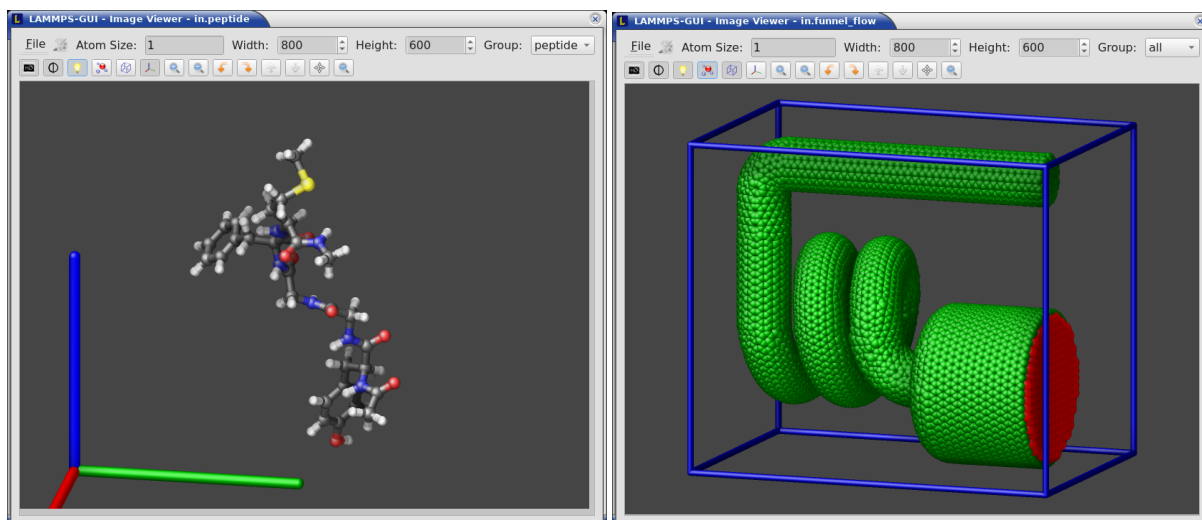 LAMMPS-GUI - Image Viewer - in.peptide
File Atom Size: 1 Width: 800 Height: 600 Group: peptide
LAMMPS-GUI - Image Viewer - in.funnel_flow
File Atom Size: 1 Width: 800 Height: 600 Group: all